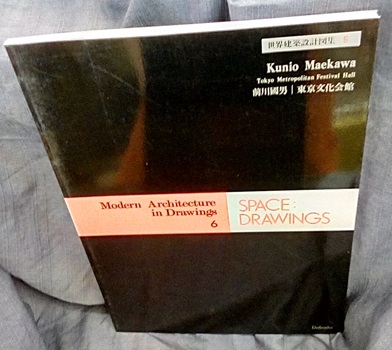 世界建築設計図集 6
Kunio Maekawa
Tokyo Metropolitan Festival Hall
前川國男|東京文化会館
Modern Architecture
in Drawings
6
SPACE:
DRAWINGS